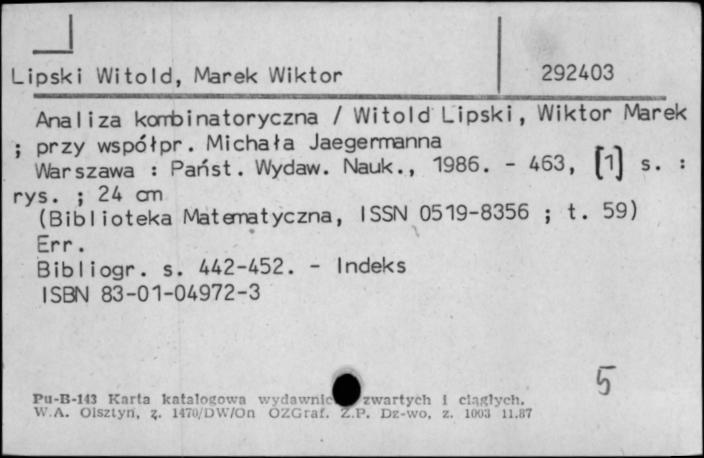 Lipski Witold, Marek Wiktor 292403
Analiza kombinatoryczna / Witold Lipski, Wiktor Marek
; przy współpr. Michała Jaegermanna
Warszawa : Państ. Wydaw. Nauk., 1986. - 463, [1] s. :
rys. ; 24 cm
(Biblioteka Matematyczna, ISSN 0519-8356 ; t. 59)
Err.
Bibliogr. s. 442-452. - Indeks
ISBN 83-01-04972-3
5
Pu-B-143 Karta katalogowa wydawnic zwartych i ciągłych.
W.A. Olsztyn, z. 1470/DW/On OZGraf. Z.P. Dz-wo, z. 1003 11.87